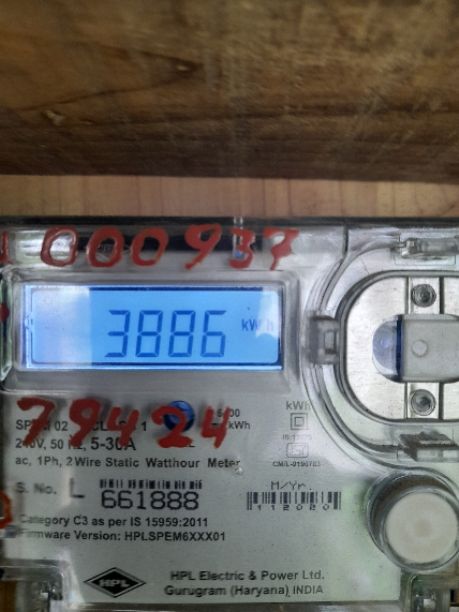 000937
3886 kWh
79424
240V, 50 Hz, 5-30A
kWh
ac, 1Ph, 2 Wire Static Watthour Meter
S. No. L 661888
M/Yr.
112020
Category C3 as per IS 15959:2011
Firmware Version: HPLSPEM6XXX01
HPL
HPL Electric & Power Ltd.
Gurugram (Haryana) INDIA